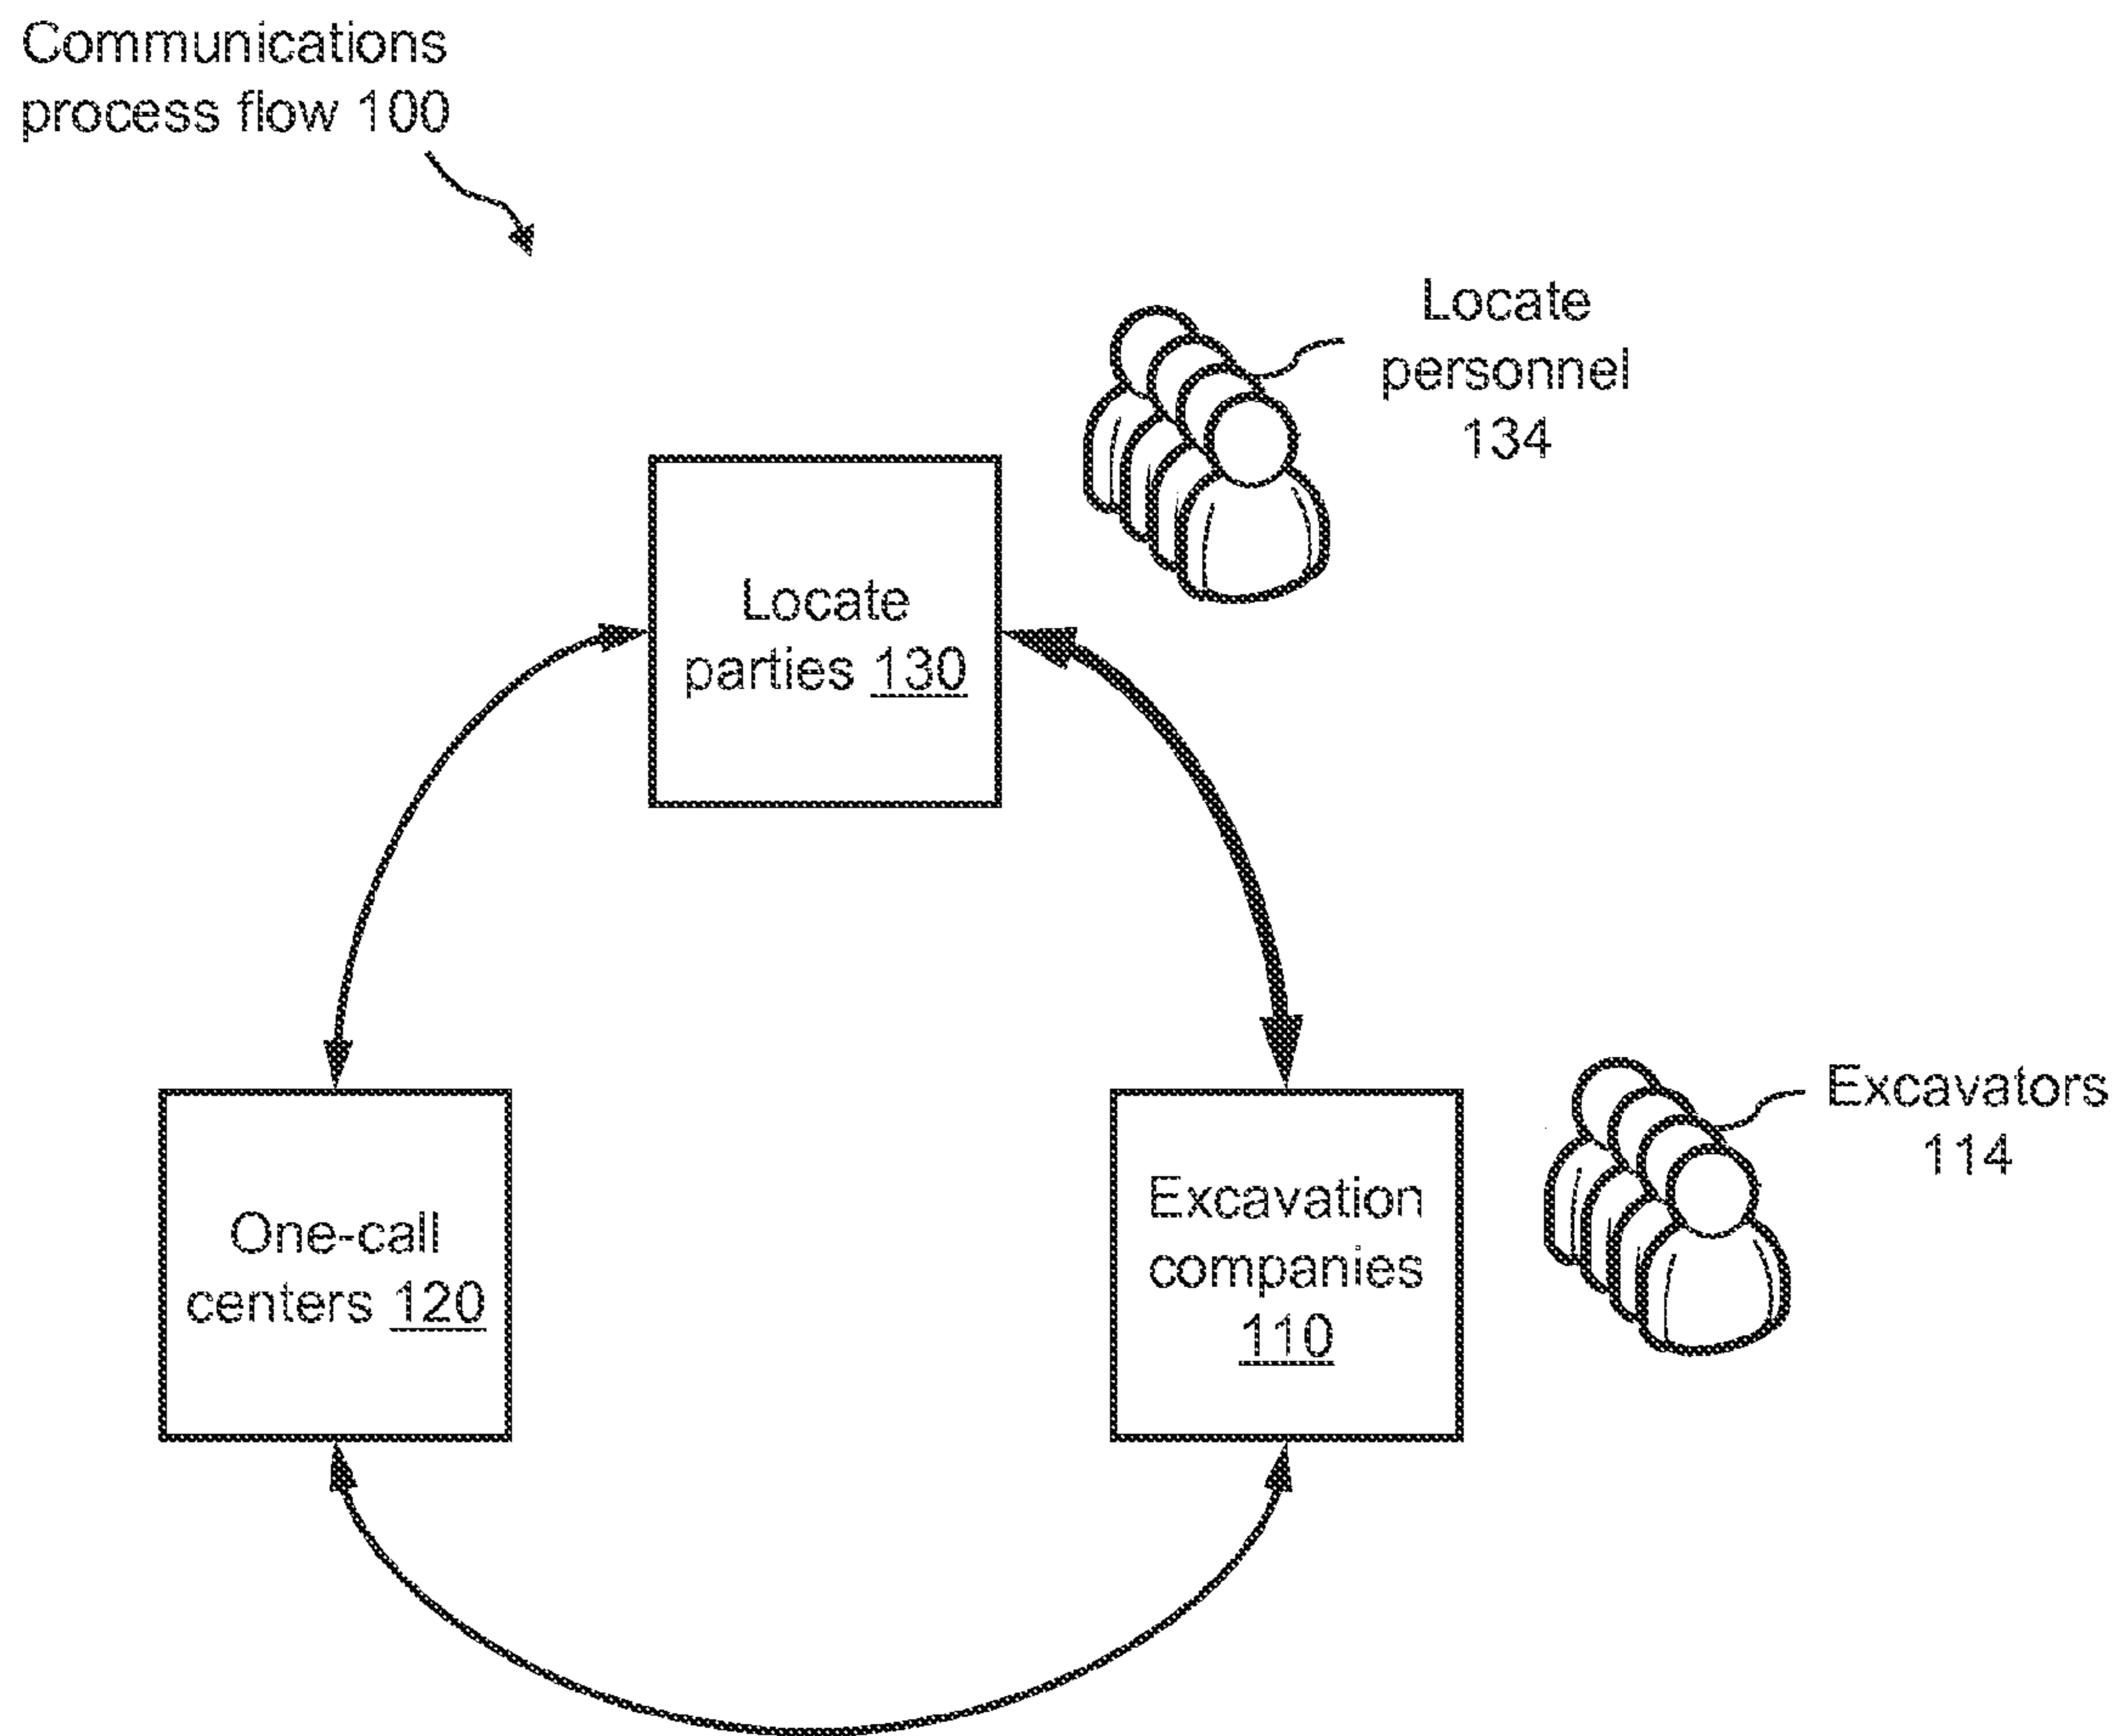 Communications
process flow 100
Locate
personnel
134
Locate
parties 130
Excavators
114
One-call
centers 120
Excavation
companies
110